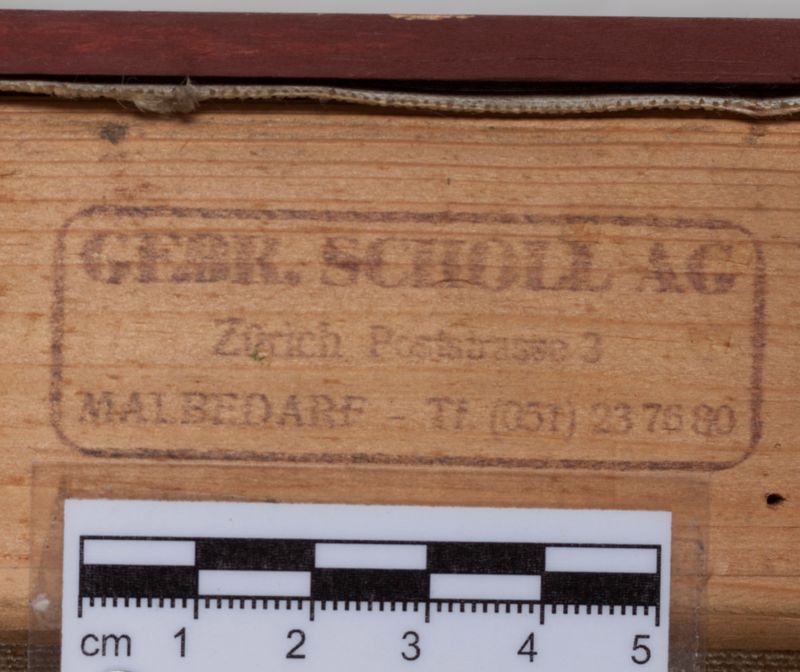 GEBR. SCHOLL AG
Zürich Poststrasse 3
MALBEDARF - Tf. (051) 23 76 80
cm 1 2 3 4 5